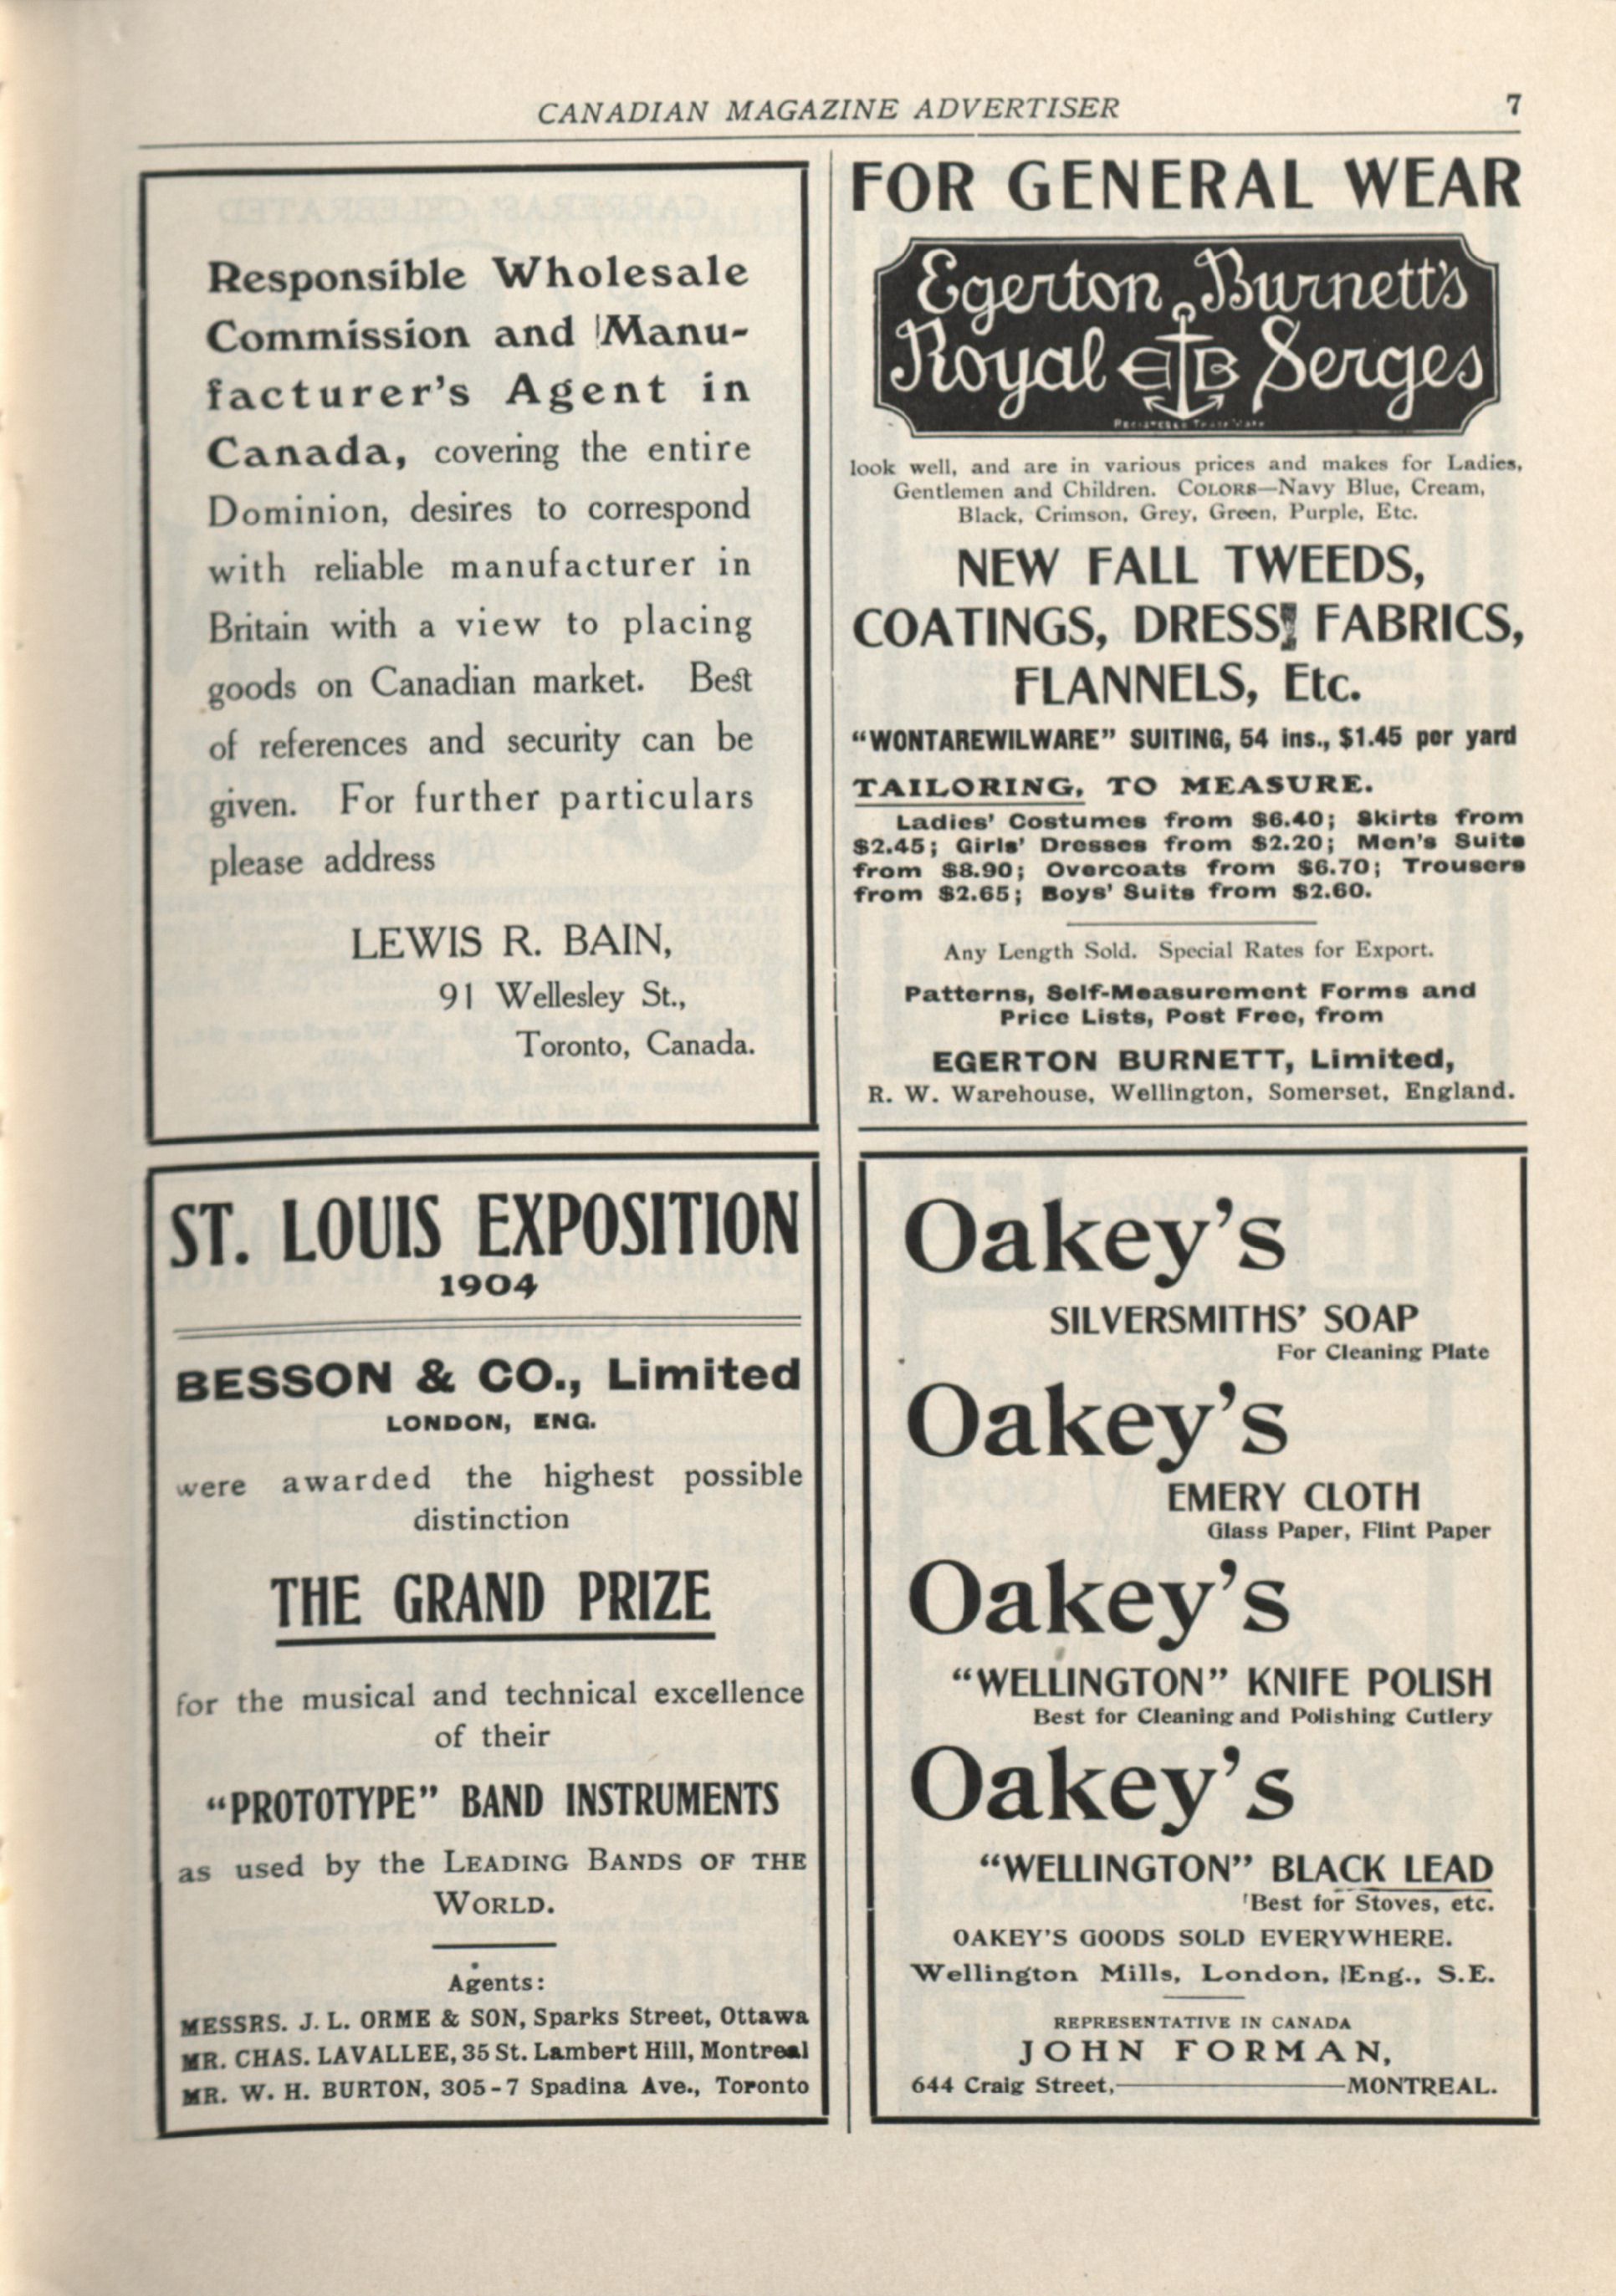 CANADIAN MAGAZINE ADVERTISER 7
Responsible Wholesale
Commission and Manu-
facturer's Agent in
Canada, covering the entire
Dominion, desires to correspond
with reliable manufacturer in
Britain with a view to placing
goods on Canadian market. Best
of references and security can be
given. For further particulars
please address
LEWIS R. BAIN,
91 Wellesley St.,
Toronto, Canada.
ST. LOUIS EXPOSITION
1904
BESSON & CO., Limited
LONDON, ENG.
were awarded the highest possible
distinction
THE GRAND PRIZE
for the musical and technical excellence
of their
"PROTOTYPE" BAND INSTRUMENTS
as used by the LEADING BANDS OF THE
WORLD.
Agents:
MESSRS. J. L. ORME & SON, Sparks Street, Ottawa
MR. CHAS. LAVALLEE, 35 St. Lambert Hill, Montreal
MR. W. H. BURTON, 305-7 Spadina Ave., Toronto
FOR GENERAL WEAR
Egerton Burnett's
Royal EB Serges
REGISTERED TRADE MARK
look well, and are in various prices and makes for Ladies,
Gentlemen and Children. COLORS—Navy Blue, Cream,
Black, Crimson, Grey, Green, Purple, Etc.
NEW FALL TWEEDS,
COATINGS, DRESS FABRICS,
FLANNELS, Etc.
"WONTAREWILWARE" SUITING, 54 ins., $1.45 per yard
TAILORING, TO MEASURE.
Ladies' Costumes from $6.40; Skirts from
$2.45; Girls' Dresses from $2.20; Men's Suits
from $8.90; Overcoats from $6.70; Trousers
from $2.65; Boys' Suits from $2.60.
Any Length Sold. Special Rates for Export.
Patterns, Self-Measurement Forms and
Price Lists, Post Free, from
EGERTON BURNETT, Limited,
R. W. Warehouse, Wellington, Somerset, England.
Oakey's
SILVERSMITHS' SOAP
For Cleaning Plate
Oakey's
EMERY CLOTH
Glass Paper, Flint Paper
Oakey's
"WELLINGTON" KNIFE POLISH
Best for Cleaning and Polishing Cutlery
Oakey's
"WELLINGTON" BLACK LEAD
Best for Stoves, etc.
OAKEY'S GOODS SOLD EVERYWHERE.
Wellington Mills, London, Eng., S.E.
REPRESENTATIVE IN CANADA
JOHN FORMAN,
644 Craig Street, MONTREAL.